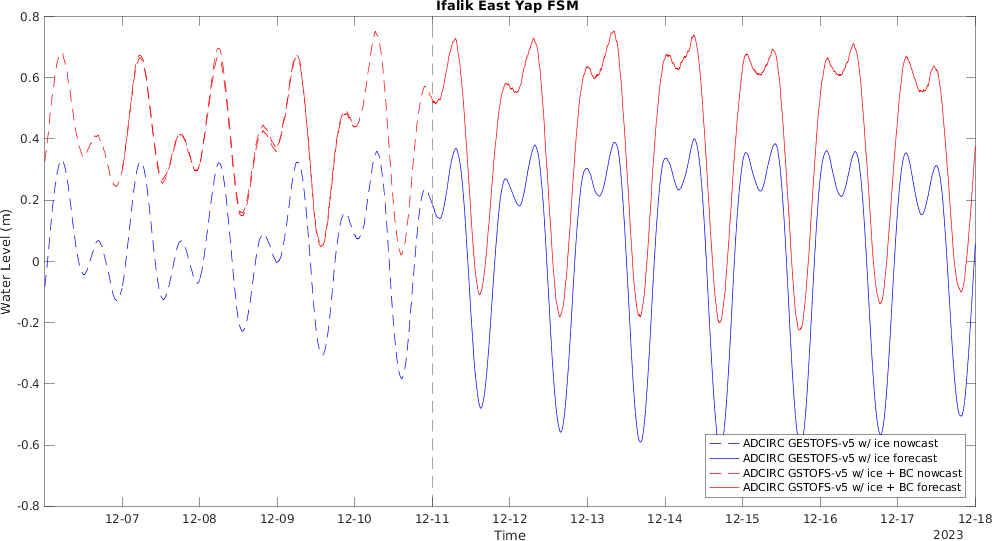 Ifalik East Yap FSM
Water Level (m)
0.8
0.6
0.4
0.2
0
-0.2
-0.4
-0.6
-0.8
ADCIRC GESTOFS-v5 w/ ice nowcast
ADCIRC GESTOFS-v5 w/ ice forecast
ADCIRC GSTOFS-v5 w/ ice + BC nowcast
ADCIRC GSTOFS-v5 w/ ice + BC forecast
12-07 12-08 12-09 12-10 12-11 12-12 12-13 12-14 12-15 12-16 12-17 12-18
Time
2023